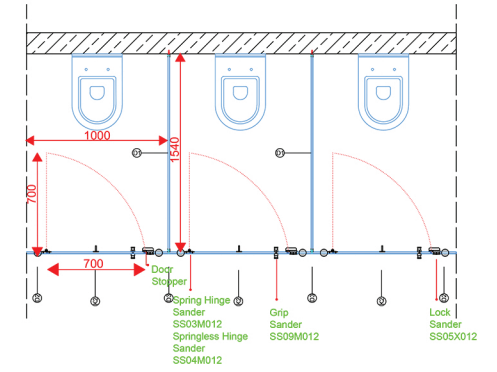 1000
1540
700
700
Door
Stopper
Spring Hinge
Sander
SS03M012
Springless Hinge
Sander
SS04M012
Grip
Sander
SS09M012
Lock
Sander
SS05X012